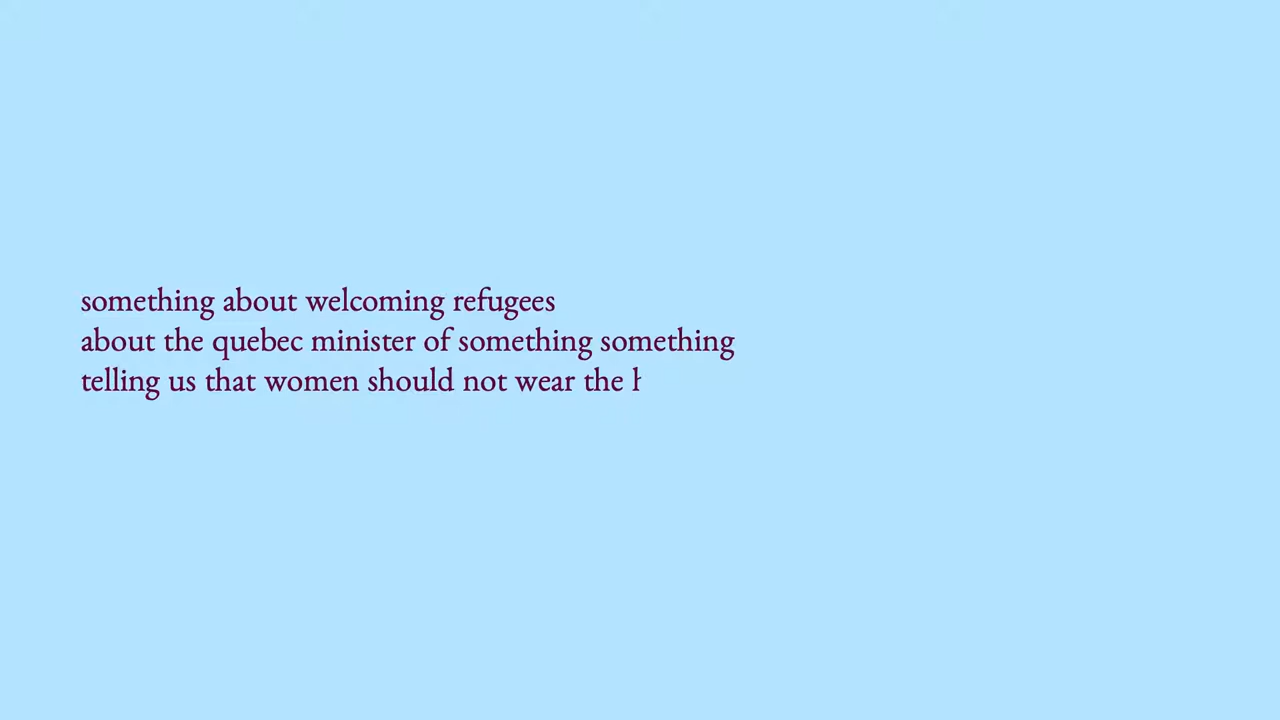 something about welcoming refugees
about the quebec minister of something something
telling us that women should not wear the